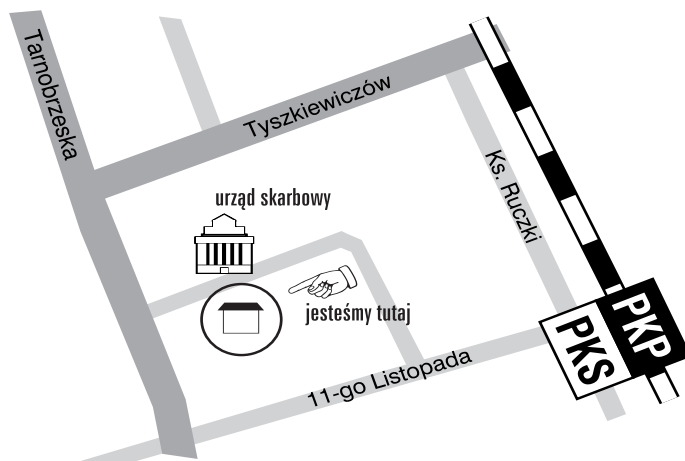 Tarnobrzeska
Tyszkiewiczów
urząd skarbowy
Ks. Ruczki
jesteśmy tutaj
PKP
PKS
11-go Listopada